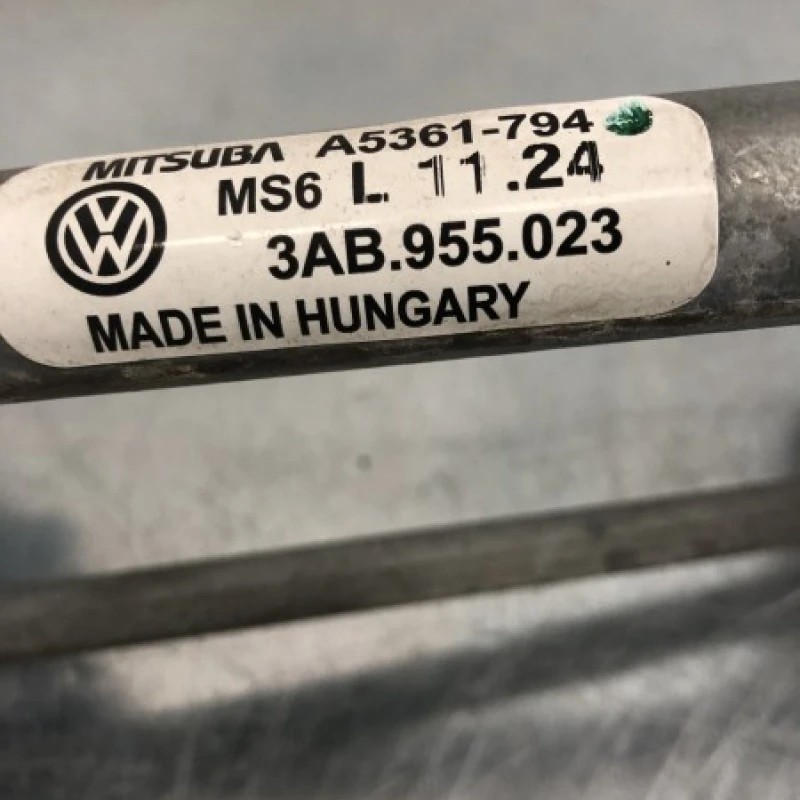 MITSUBA A5361-794
MS6 L 11.24
3AB.955.023
MADE IN HUNGARY